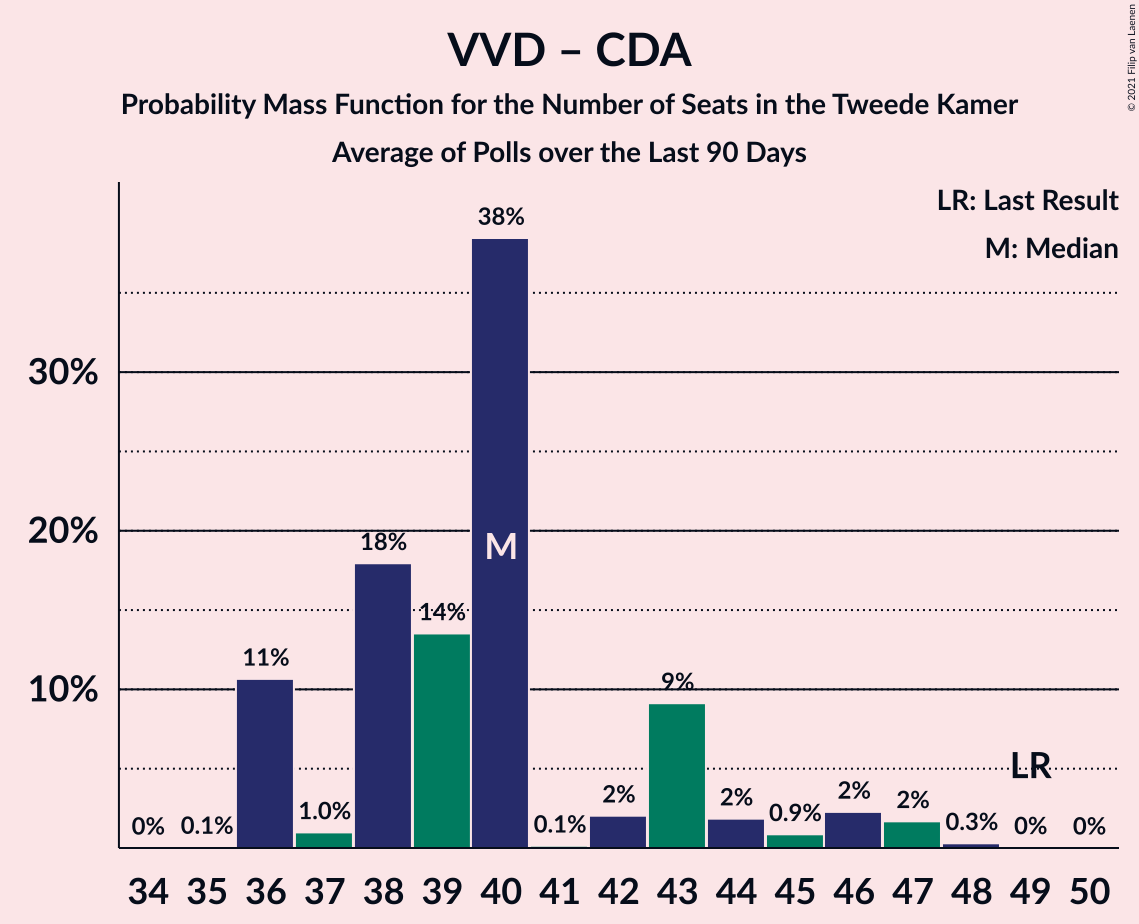 VVD – CDA
Probability Mass Function for the Number of Seats in the Tweede Kamer
Average of Polls over the Last 90 Days
© 2021 Filip van Laenen
LR: Last Result
M: Median
30%
20%
10%
0%
0.1%
11%
1.0%
18%
14%
38%
M
0.1%
2%
9%
2%
0.9%
2%
2%
0.3%
LR
0%
0%
34 35 36 37 38 39 40 41 42 43 44 45 46 47 48 49 50